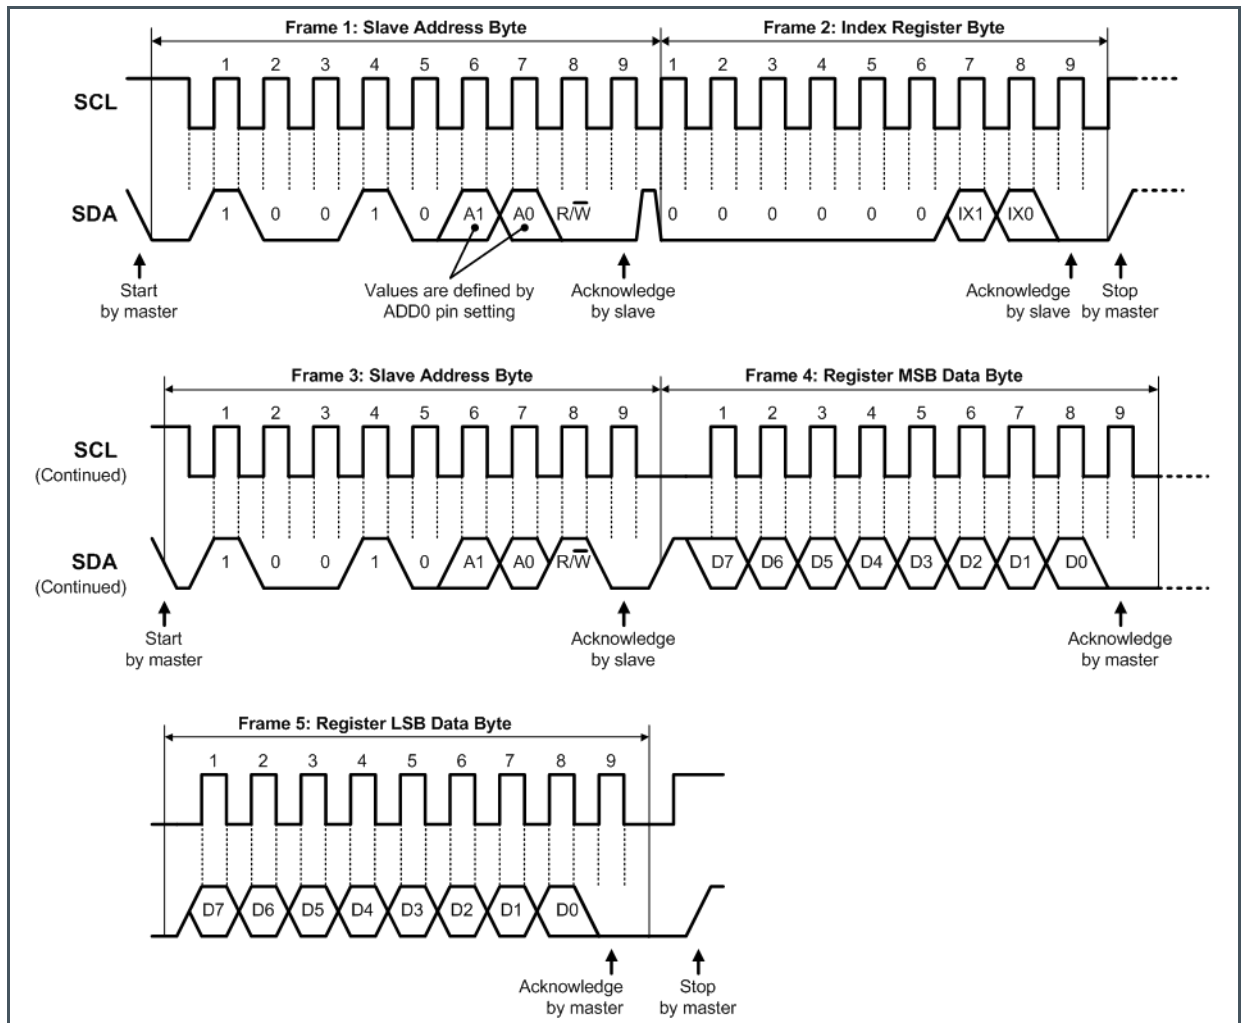 Frame 1: Slave Address Byte
Frame 2: Index Register Byte
1 2 3 4 5 6 7 8 9 1 2 3 4 5 6 7 8 9
SCL
SDA
1 0 0 1 0 A1 A0 R/W̅ 0 0 0 0 0 0 IX1 IX0
Start
by master
Values are defined by
ADD0 pin setting
Acknowledge
by slave
Acknowledge
by slave
Stop
by master
Frame 3: Slave Address Byte
Frame 4: Register MSB Data Byte
1 2 3 4 5 6 7 8 9 1 2 3 4 5 6 7 8 9
SCL
(Continued)
SDA
(Continued)
1 0 0 1 0 A1 A0 R/W̅ D7 D6 D5 D4 D3 D2 D1 D0
Start
by master
Acknowledge
by slave
Acknowledge
by master
Frame 5: Register LSB Data Byte
1 2 3 4 5 6 7 8 9
D7 D6 D5 D4 D3 D2 D1 D0
Acknowledge
by master
Stop
by master